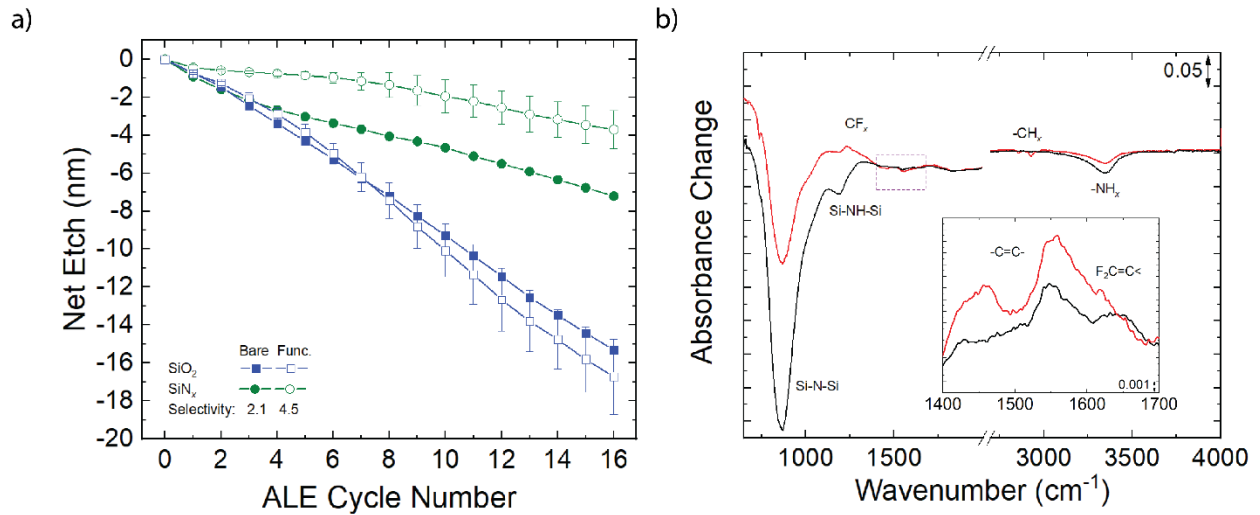 a)
Net Etch (nm)
0
-2
-4
-6
-8
-10
-12
-14
-16
-18
-20
0 2 4 6 8 10 12 14 16
ALE Cycle Number
Bare Func.
SiO2
SiNx
Selectivity: 2.1 4.5
b)
Absorbance Change
0.05
CFx
-CHx
-NHx
Si-NH-Si
Si-N-Si
-C=C-
F2C=C<
0.001
1400 1500 1600 1700
1000 1500 3000 3500 4000
Wavenumber (cm-1)